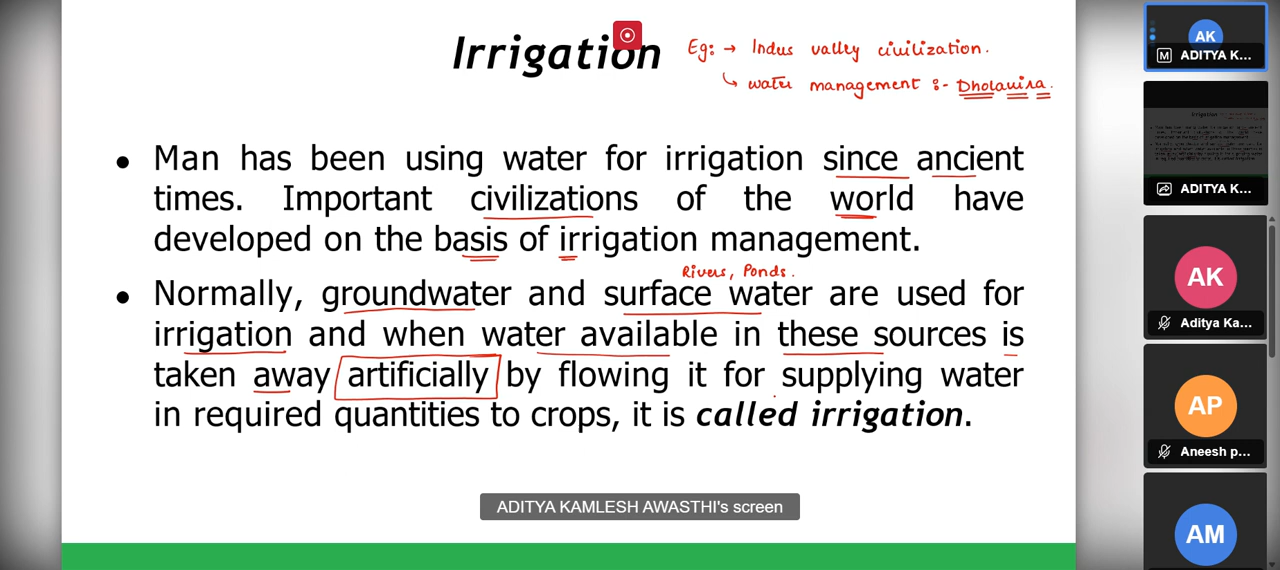 Irrigation
Eg: → Indus valley civilization.
↳ water management :- Dholavira.
• Man has been using water for irrigation since ancient
times. Important civilizations of the world have
developed on the basis of irrigation management.
Rivers, Ponds.
• Normally, groundwater and surface water are used for
irrigation and when water available in these sources is
taken away artificially by flowing it for supplying water
in required quantities to crops, it is called irrigation.
ADITYA KAMLESH AWASTHI's screen
AK
M ADITYA K...
ADITYA K...
AK
Aditya Ka...
AP
Aneesh p...
AM